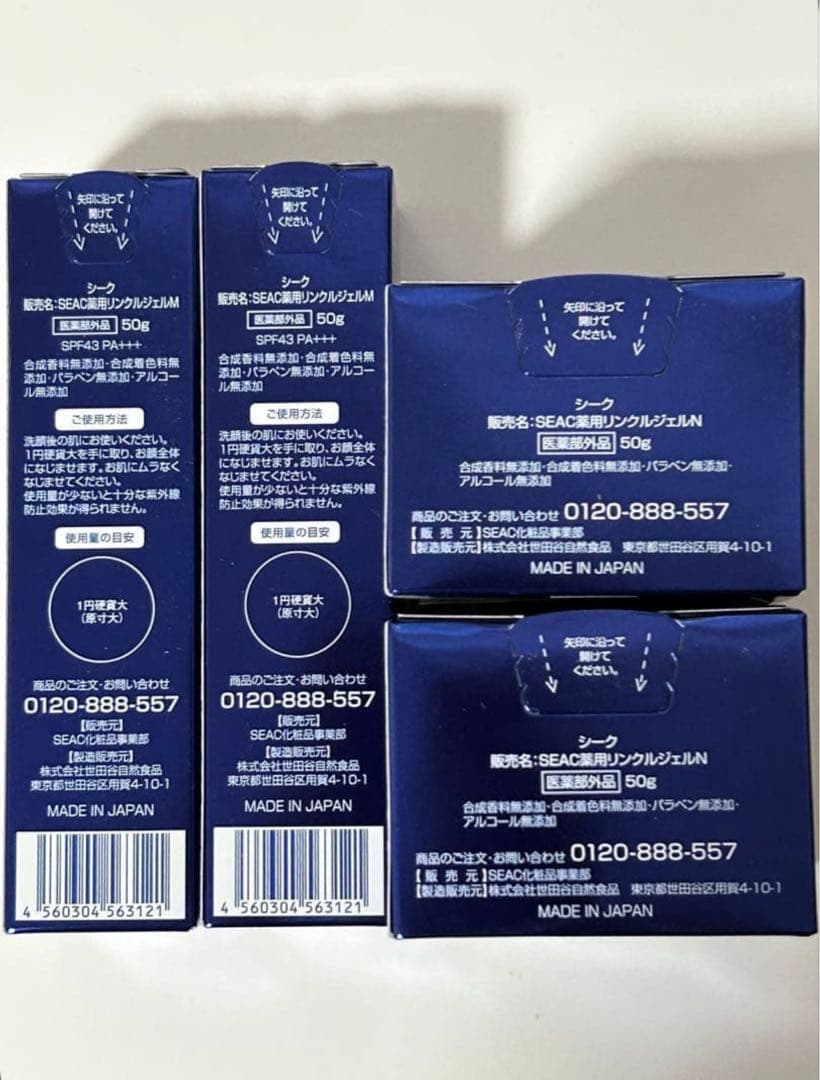 矢印に沿って
開けて
ください。
シーク
販売名:SEAC薬用リンクルジェルM
医薬部外品 50g
SPF43 PA+++
合成香料無添加・合成着色料無
添加・パラベン無添加・アルコー
ル無添加
ご使用方法
洗顔後の肌にお使いください。
1円硬貨大を手に取り、お顔全体
になじませます。お肌にムラなく
なじませてください。
使用量が少ないと十分な紫外線
防止効果が得られません。
使用量の目安
1円硬貨大
(原寸大)
商品のご注文・お問い合わせ
0120-888-557
【販売元】
SEAC化粧品事業部
【製造販売元】
株式会社世田谷自然食品
東京都世田谷区用賀4-10-1
MADE IN JAPAN
4 560304 563121
矢印に沿って
開けて
ください。
シーク
販売名:SEAC薬用リンクルジェルM
医薬部外品 50g
SPF43 PA+++
合成香料無添加・合成着色料無
添加・パラベン無添加・アルコー
ル無添加
ご使用方法
洗顔後の肌にお使いください。
1円硬貨大を手に取り、お顔全体
になじませます。お肌にムラなく
なじませてください。
使用量が少ないと十分な紫外線
防止効果が得られません。
使用量の目安
1円硬貨大
(原寸大)
商品のご注文・お問い合わせ
0120-888-557
【販売元】
SEAC化粧品事業部
【製造販売元】
株式会社世田谷自然食品
東京都世田谷区用賀4-10-1
MADE IN JAPAN
4 560304 563121
矢印に沿って
開けて
ください。
シーク
販売名:SEAC薬用リンクルジェルN
医薬部外品 50g
合成香料無添加・合成着色料無添加・パラベン無添加・
アルコール無添加
商品のご注文・お問い合わせ 0120-888-557
【販売元】SEAC化粧品事業部
【製造販売元】株式会社世田谷自然食品 東京都世田谷区用賀4-10-1
MADE IN JAPAN
矢印に沿って
開けて
ください。
シーク
販売名:SEAC薬用リンクルジェルN
医薬部外品 50g
合成香料無添加・合成着色料無添加・パラベン無添加・
アルコール無添加
商品のご注文・お問い合わせ 0120-888-557
【販売元】SEAC化粧品事業部
【製造販売元】株式会社世田谷自然食品 東京都世田谷区用賀4-10-1
MADE IN JAPAN